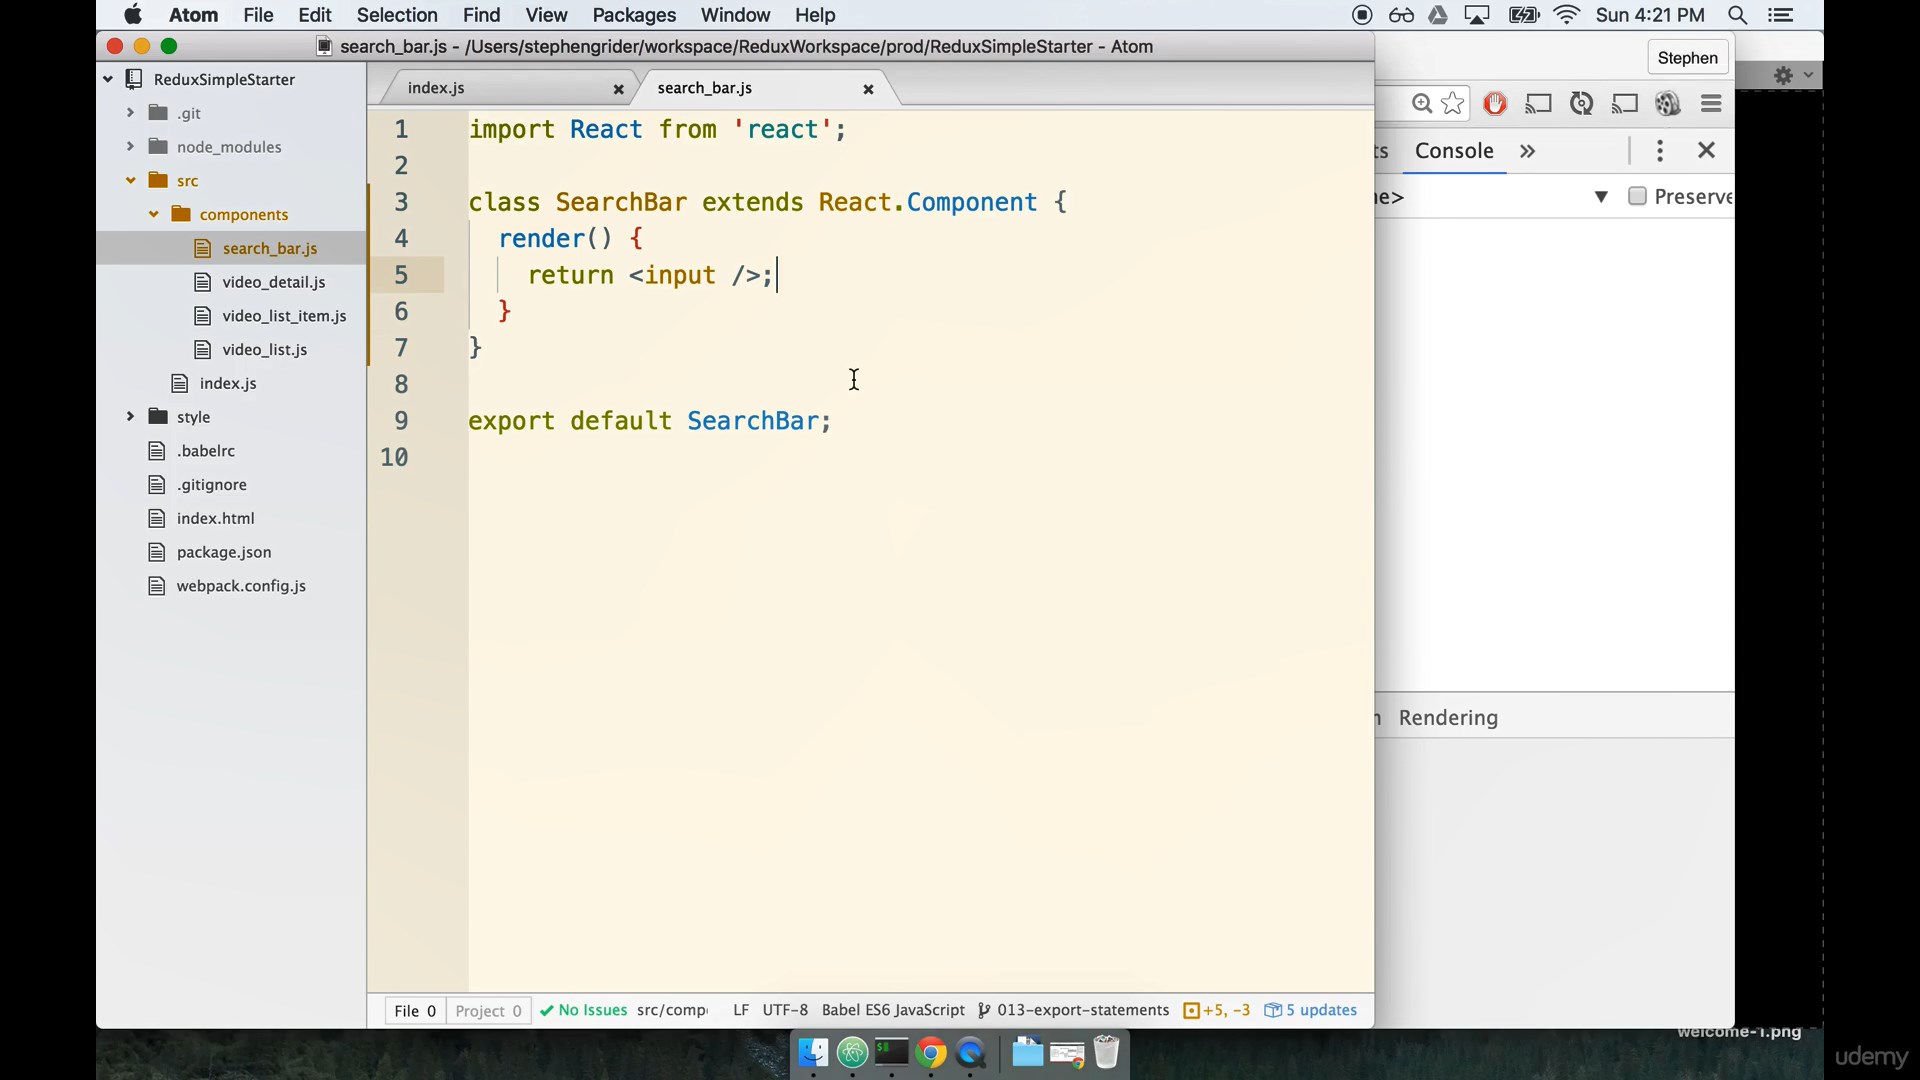 Atom File Edit Selection Find View Packages Window Help Sun 4:21 PM
search_bar.js - /Users/stephengrider/workspace/ReduxWorkspace/prod/ReduxSimpleStarter - Atom
Stephen
ReduxSimpleStarter
.git
node_modules
src
components
search_bar.js
video_detail.js
video_list_item.js
video_list.js
index.js
style
.babelrc
.gitignore
index.html
package.json
webpack.config.js
index.js
search_bar.js
1 import React from 'react';
2
3 class SearchBar extends React.Component {
4 render() {
5 return <input />;
6 }
7 }
8
9 export default SearchBar;
10
ts Console »
e> ▼ Preserve
Rendering
File 0 Project 0 No Issues src/comp LF UTF-8 Babel ES6 JavaScript 013-export-statements +5, -3 5 updates
welcome-1.png
udemy